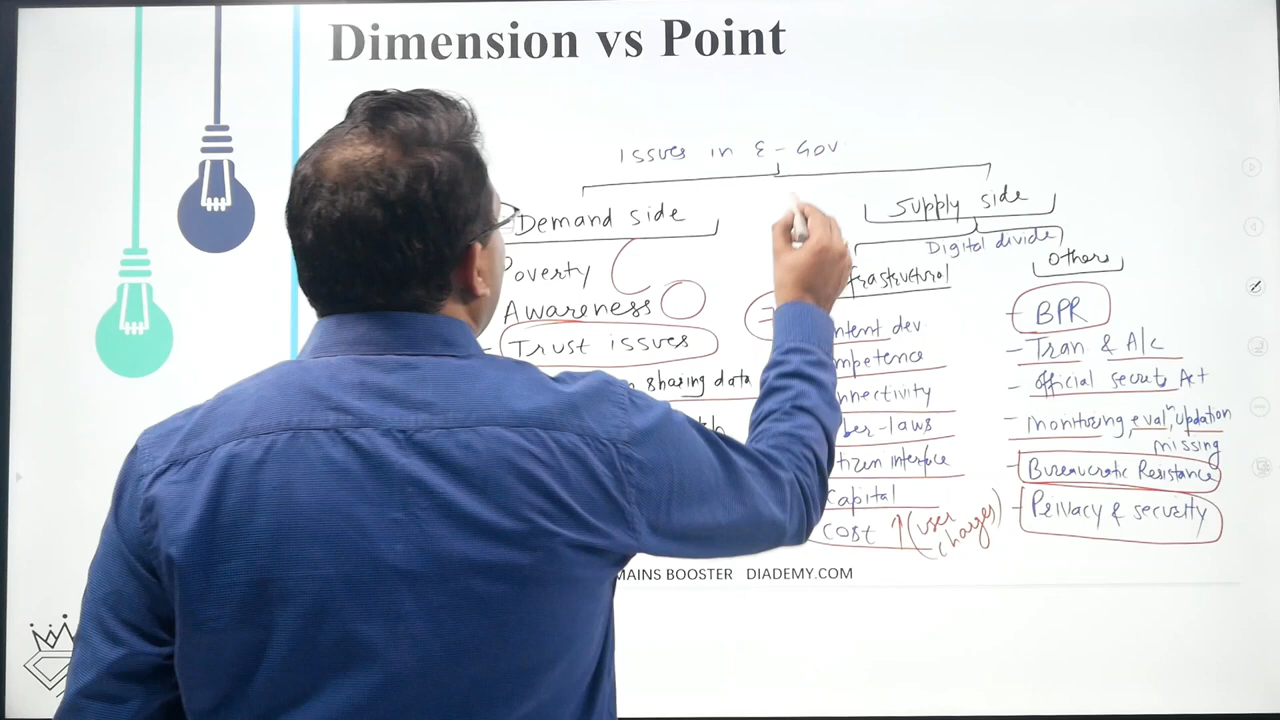 Dimension vs Point
Issues in E-Gov
Demand side
Poverty
Awareness
Trust issues
sharing data
Supply side
Digital divide
frastructural
ntent dev.
mpetence
nnectivity
ber-laws
tizen interface
Capital
Cost ↑ (user charges)
Others
- BPR
- Tran & A/c
- Official secrets Act
- monitoring, evalⁿ, updation
missing
- Bureaucratic Resistance
- Privacy & security
MAINS BOOSTER DIADEMY.COM